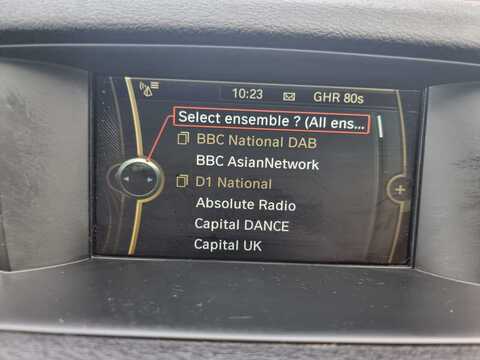 10:23 GHR 80s
Select ensemble ? (All ens...
BBC National DAB
BBC AsianNetwork
D1 National
Absolute Radio
Capital DANCE
Capital UK